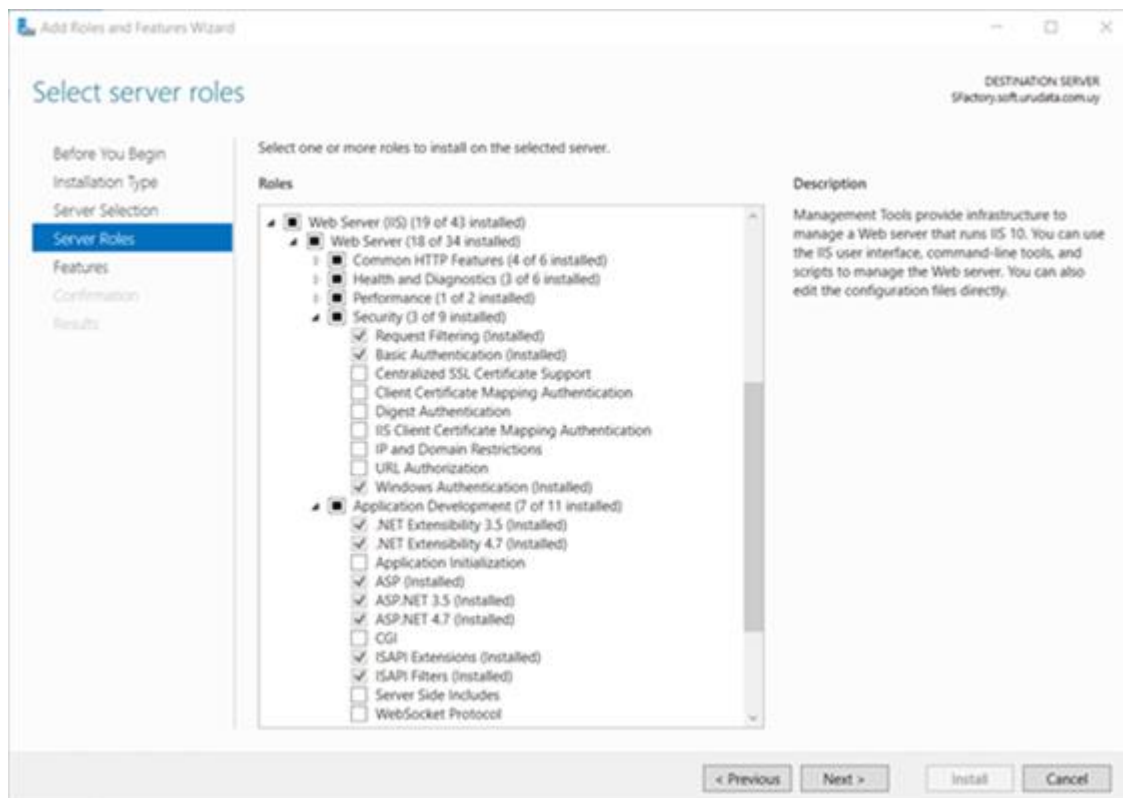 Add Roles and Features Wizard
Select server roles
DESTINATION SERVER
SFactory.soft.urudata.com.uy
Before You Begin
Installation Type
Server Selection
Server Roles
Features
Confirmation
Results
Select one or more roles to install on the selected server.
Roles
Web Server (IIS) (19 of 43 installed)
Web Server (18 of 34 installed)
Common HTTP Features (4 of 6 installed)
Health and Diagnostics (3 of 6 installed)
Performance (1 of 2 installed)
Security (3 of 9 installed)
Request Filtering (Installed)
Basic Authentication (Installed)
Centralized SSL Certificate Support
Client Certificate Mapping Authentication
Digest Authentication
IIS Client Certificate Mapping Authentication
IP and Domain Restrictions
URL Authorization
Windows Authentication (Installed)
Application Development (7 of 11 installed)
.NET Extensibility 3.5 (Installed)
.NET Extensibility 4.7 (Installed)
Application Initialization
ASP (Installed)
ASP.NET 3.5 (Installed)
ASP.NET 4.7 (Installed)
CGI
ISAPI Extensions (Installed)
ISAPI Filters (Installed)
Server Side Includes
WebSocket Protocol
Description
Management Tools provide infrastructure to
manage a Web server that runs IIS 10. You can use
the IIS user interface, command-line tools, and
scripts to manage the Web server. You can also
edit the configuration files directly.
< Previous
Next >
Install
Cancel